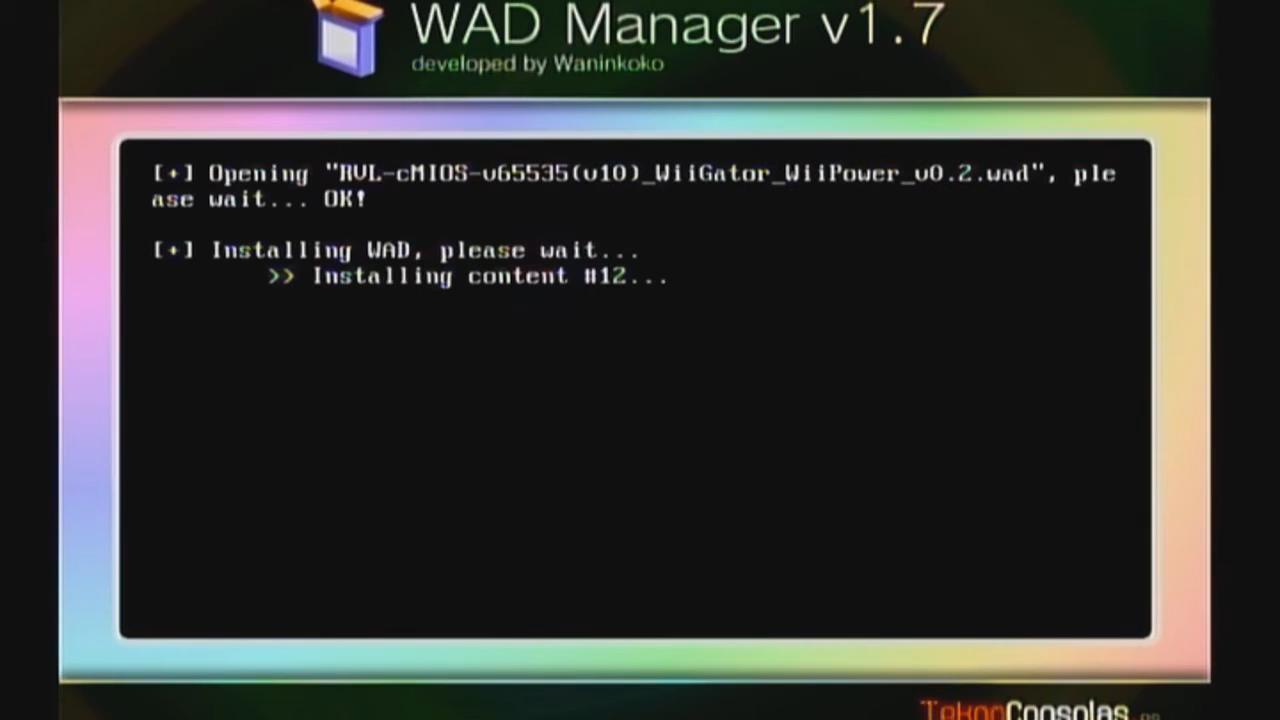 WAD Manager v1.7
developed by Waninkoko
[+] Opening "RVL-cMIOS-v65535(v10)_WiiGator_WiiPower_v0.2.wad", ple
ase wait... OK!
[+] Installing WAD, please wait...
>> Installing content #12...
TeknoConsolas